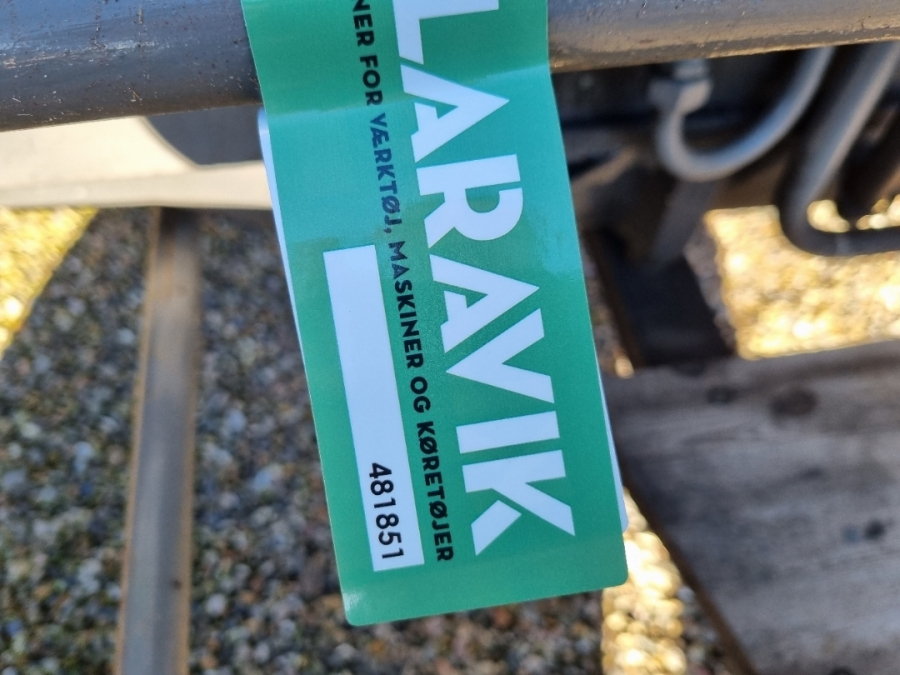 LARAVIK
NER FOR VÆRKTØJ, MASKINER OG KØRETØJER
481851